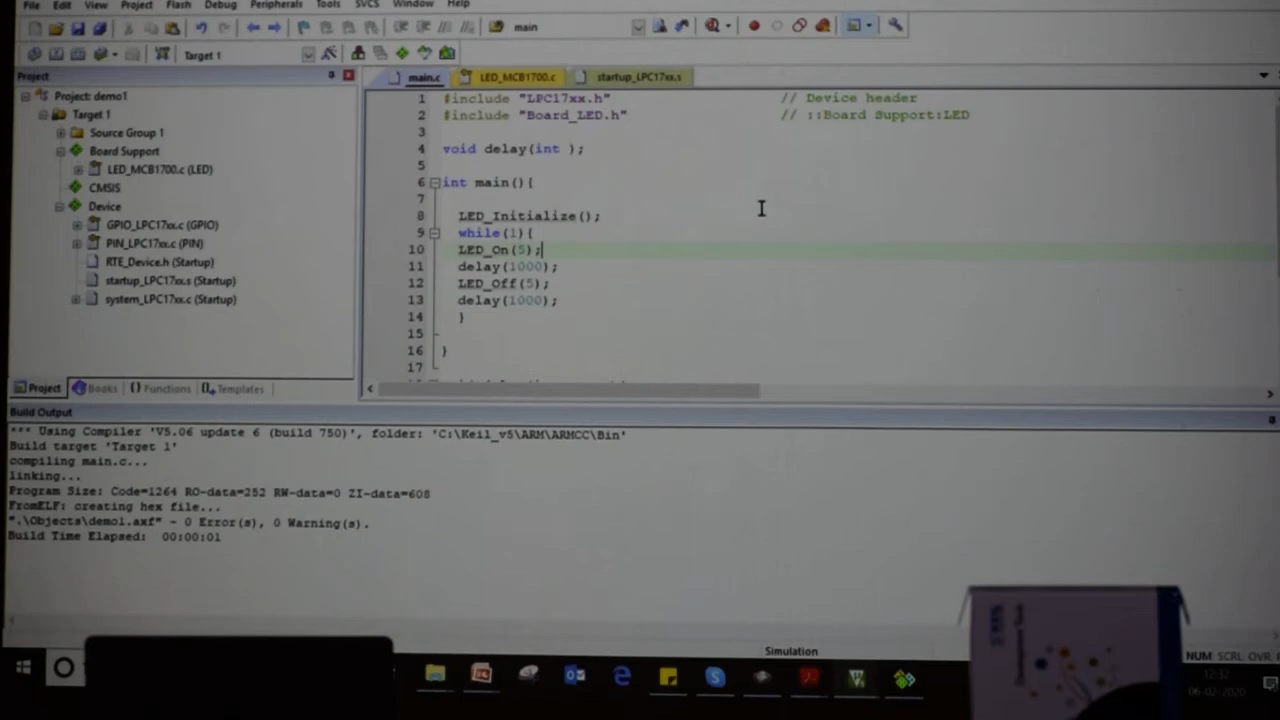 File Edit View Project Flash Debug Peripherals Tools SVCS Window Help
main
Target 1
Project
main.c LED_MCB1700.c startup_LPC17xx.s
Project: demo1
Target 1
Source Group 1
Board Support
LED_MCB1700.c (LED)
CMSIS
Device
GPIO_LPC17xx.c (GPIO)
PIN_LPC17xx.c (PIN)
RTE_Device.h (Startup)
startup_LPC17xx.s (Startup)
system_LPC17xx.c (Startup)
Project Books {} Functions Templates
1 #include "LPC17xx.h" // Device header
2 #include "Board_LED.h" // ::Board Support:LED
3
4 void delay(int );
5
6 int main(){
7
8 LED_Initialize();
9 while(1){
10 LED_On(5);
11 delay(1000);
12 LED_Off(5);
13 delay(1000);
14 }
15
16 }
17
Build Output
*** Using Compiler 'V5.06 update 6 (build 750)', folder: 'C:\Keil_v5\ARM\ARMCC\Bin'
Build target 'Target 1'
compiling main.c...
linking...
Program Size: Code=1264 RO-data=252 RW-data=0 ZI-data=608
FromELF: creating hex file...
".\Objects\demo1.axf" - 0 Error(s), 0 Warning(s).
Build Time Elapsed: 00:00:01
Simulation
NUM SCRL OVR
12:32
06-02-2020